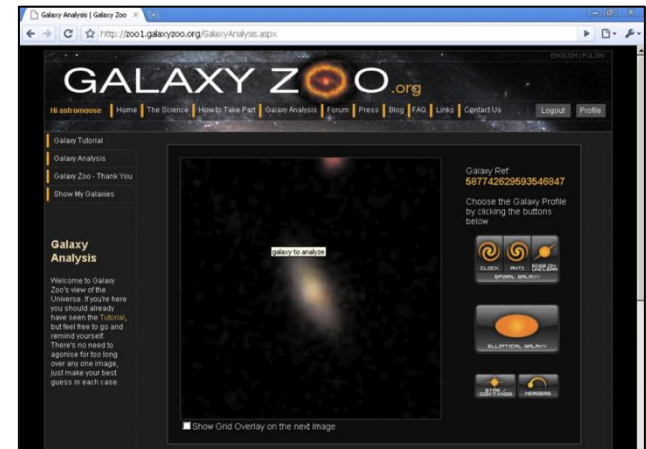 Galaxy Analysis | Galaxy Zoo
http://zoo1.galaxyzoo.org/GalaxyAnalysis.aspx
ENGLISH | POLSKI
GALAXY ZOO.org
Hi astromoose Home The Science How to Take Part Galaxy Analysis Forum Press Blog FAQ Links Contact Us Logout Profile
Galaxy Tutorial
Galaxy Analysis
Galaxy Zoo - Thank You
Show My Galaxies
Galaxy
Analysis
Welcome to Galaxy
Zoo's view of the
Universe. If you're here
you should already
have seen the Tutorial,
but feel free to go and
remind yourself.
There's no need to
agonise for too long
over any one image,
just make your best
guess in each case.
galaxy to analyze
Show Grid Overlay on the next image
Galaxy Ref:
587742629593546847
Choose the Galaxy Profile
by clicking the buttons
below
CLOCK ANTI EDGE ON/
UNCLEAR
SPIRAL GALAXY
ELLIPTICAL GALAXY
STAR /
DON'T KNOW
MERGERS